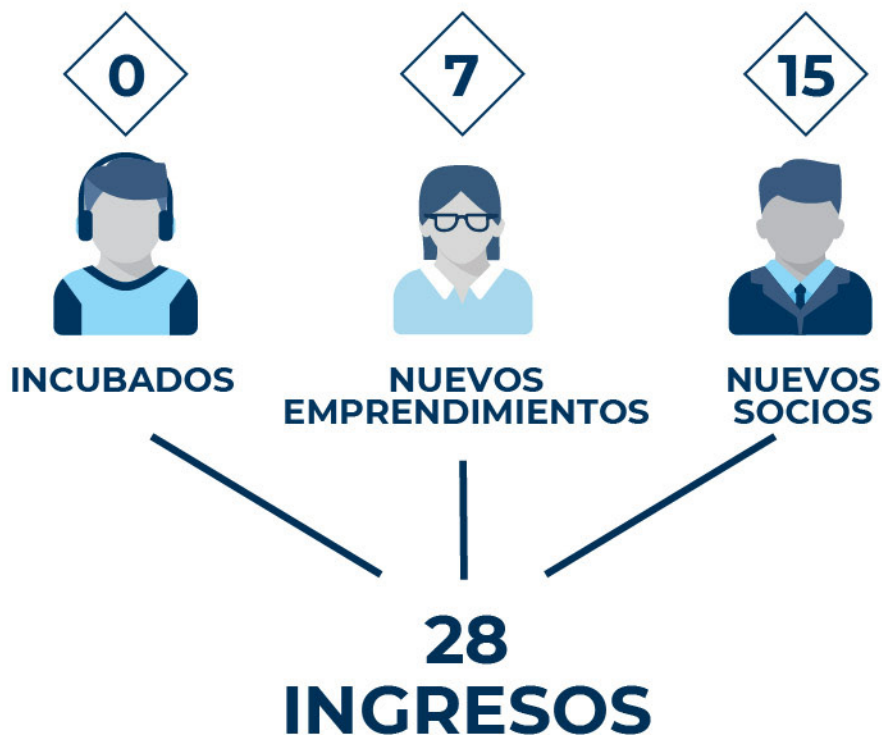 0
7
15
INCUBADOS
NUEVOS
EMPRENDIMIENTOS
NUEVOS
SOCIOS
28
INGRESOS